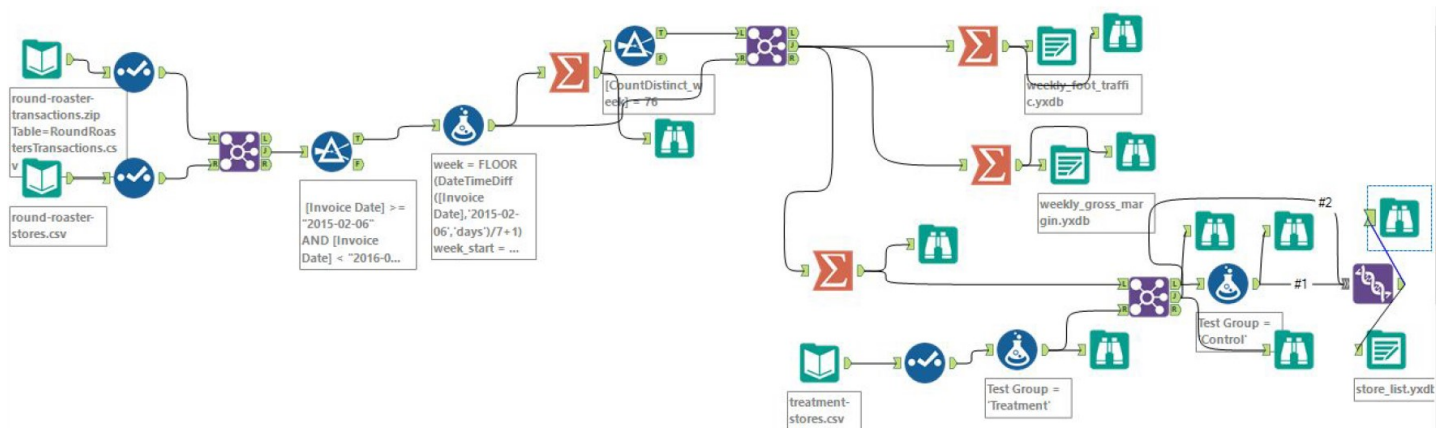 round-roaster-
transactions.zip
Table=RoundRoas
tersTransactions.cs
v
round-roaster-
stores.csv
[Invoice Date] >=
"2015-02-06"
AND [Invoice
Date] < "2016-0...
week = FLOOR
(DateTimeDiff
([Invoice
Date],'2015-02-
06','days')/7+1)
week_start = ...
[CountDistinct_w
eek] = 76
weekly_foot_traffi
c.yxdb
weekly_gross_mar
gin.yxdb
treatment-
stores.csv
Test Group =
'Treatment'
Test Group =
'Control'
#2
#1
store_list.yxdb
L
R
L
J
R
T
F
T
F
L
R
L
J
R
L
R
L
J
R